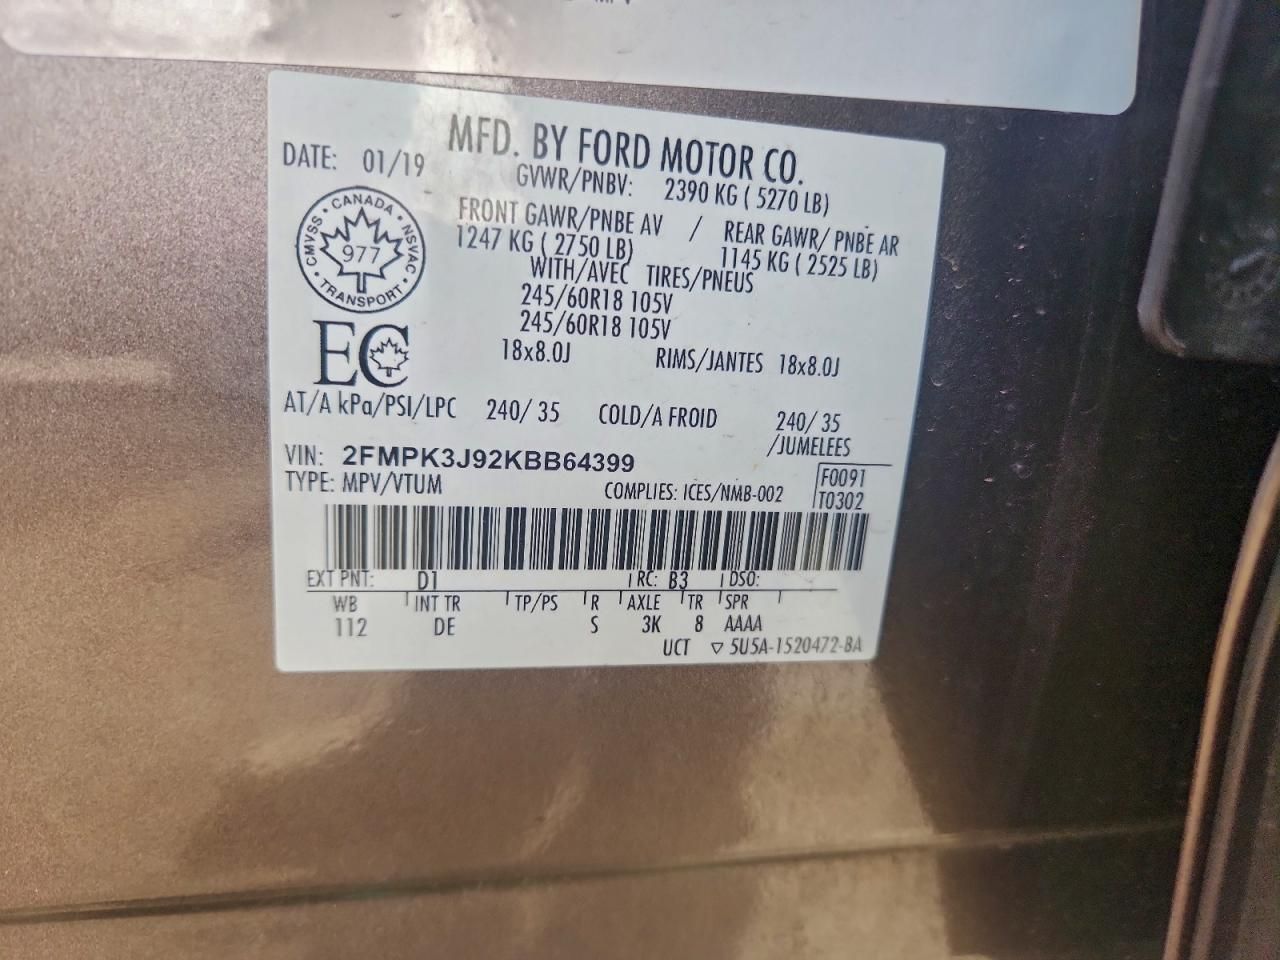 MFD. BY FORD MOTOR CO.
DATE: 01/19
GVWR/PNBV: 2390 KG ( 5270 LB)
FRONT GAWR/PNBE AV / REAR GAWR/ PNBE AR
1247 KG ( 2750 LB) 1145 KG ( 2525 LB)
WITH/AVEC TIRES/PNEUS
245/60R18 105V
245/60R18 105V
18x8.0J RIMS/JANTES 18x8.0J
CANADA
CMVSS · NSVAC
977
TRANSPORT
EC
AT/A kPa/PSI/LPC 240/ 35 COLD/A FROID 240/ 35
/JUMELEES
VIN: 2FMPK3J92KBB64399
TYPE: MPV/VTUM
COMPLIES: ICES/NMB-002
F0091
T0302
EXT PNT: D1 RC: B3 DSO:
WB INT TR TP/PS R AXLE TR SPR
112 DE S 3K 8 AAAA
UCT ▽ 5U5A-1520472-BA